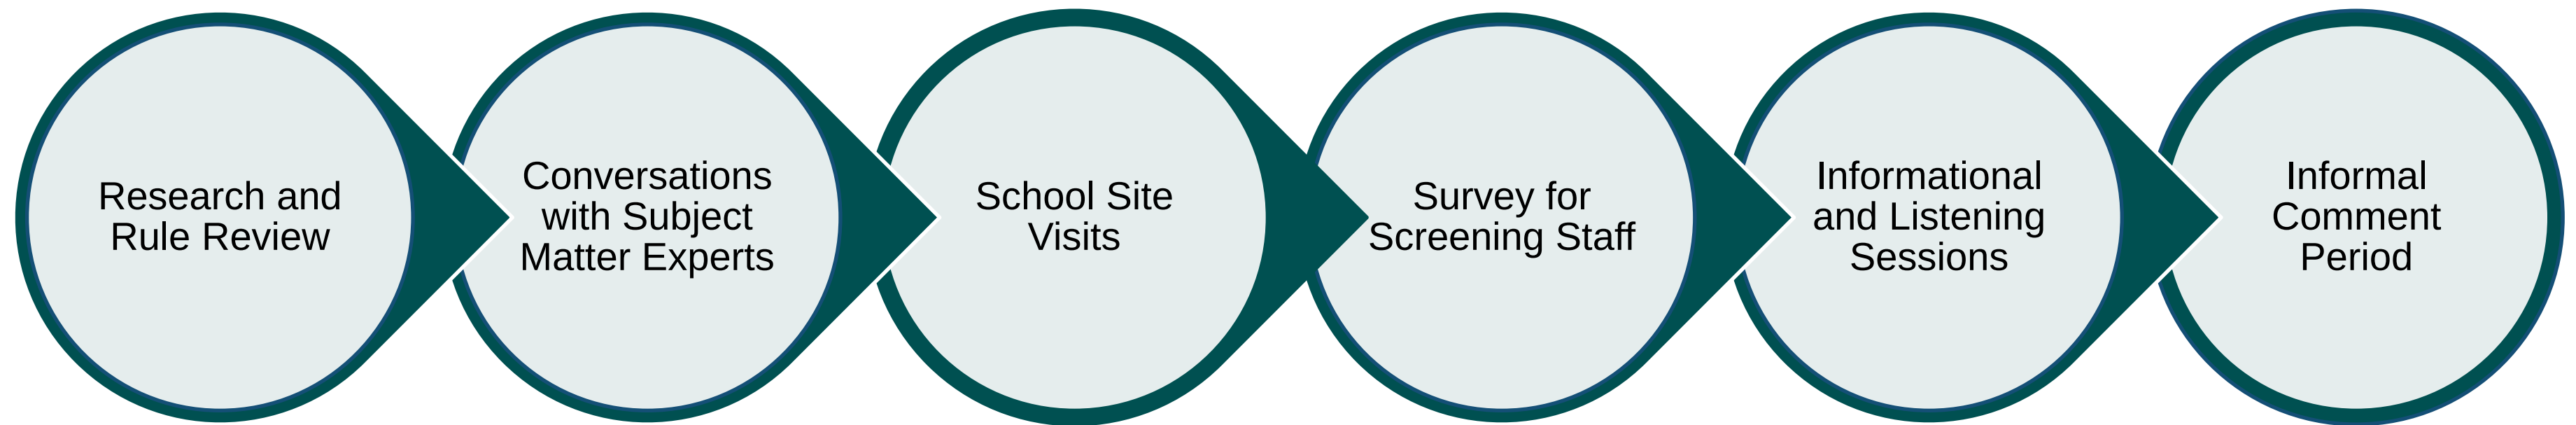 Research and
Rule Review
Conversations
with Subject
Matter Experts
School Site
Visits
Survey for
Screening Staff
Informational
and Listening
Sessions
Informal
Comment
Period